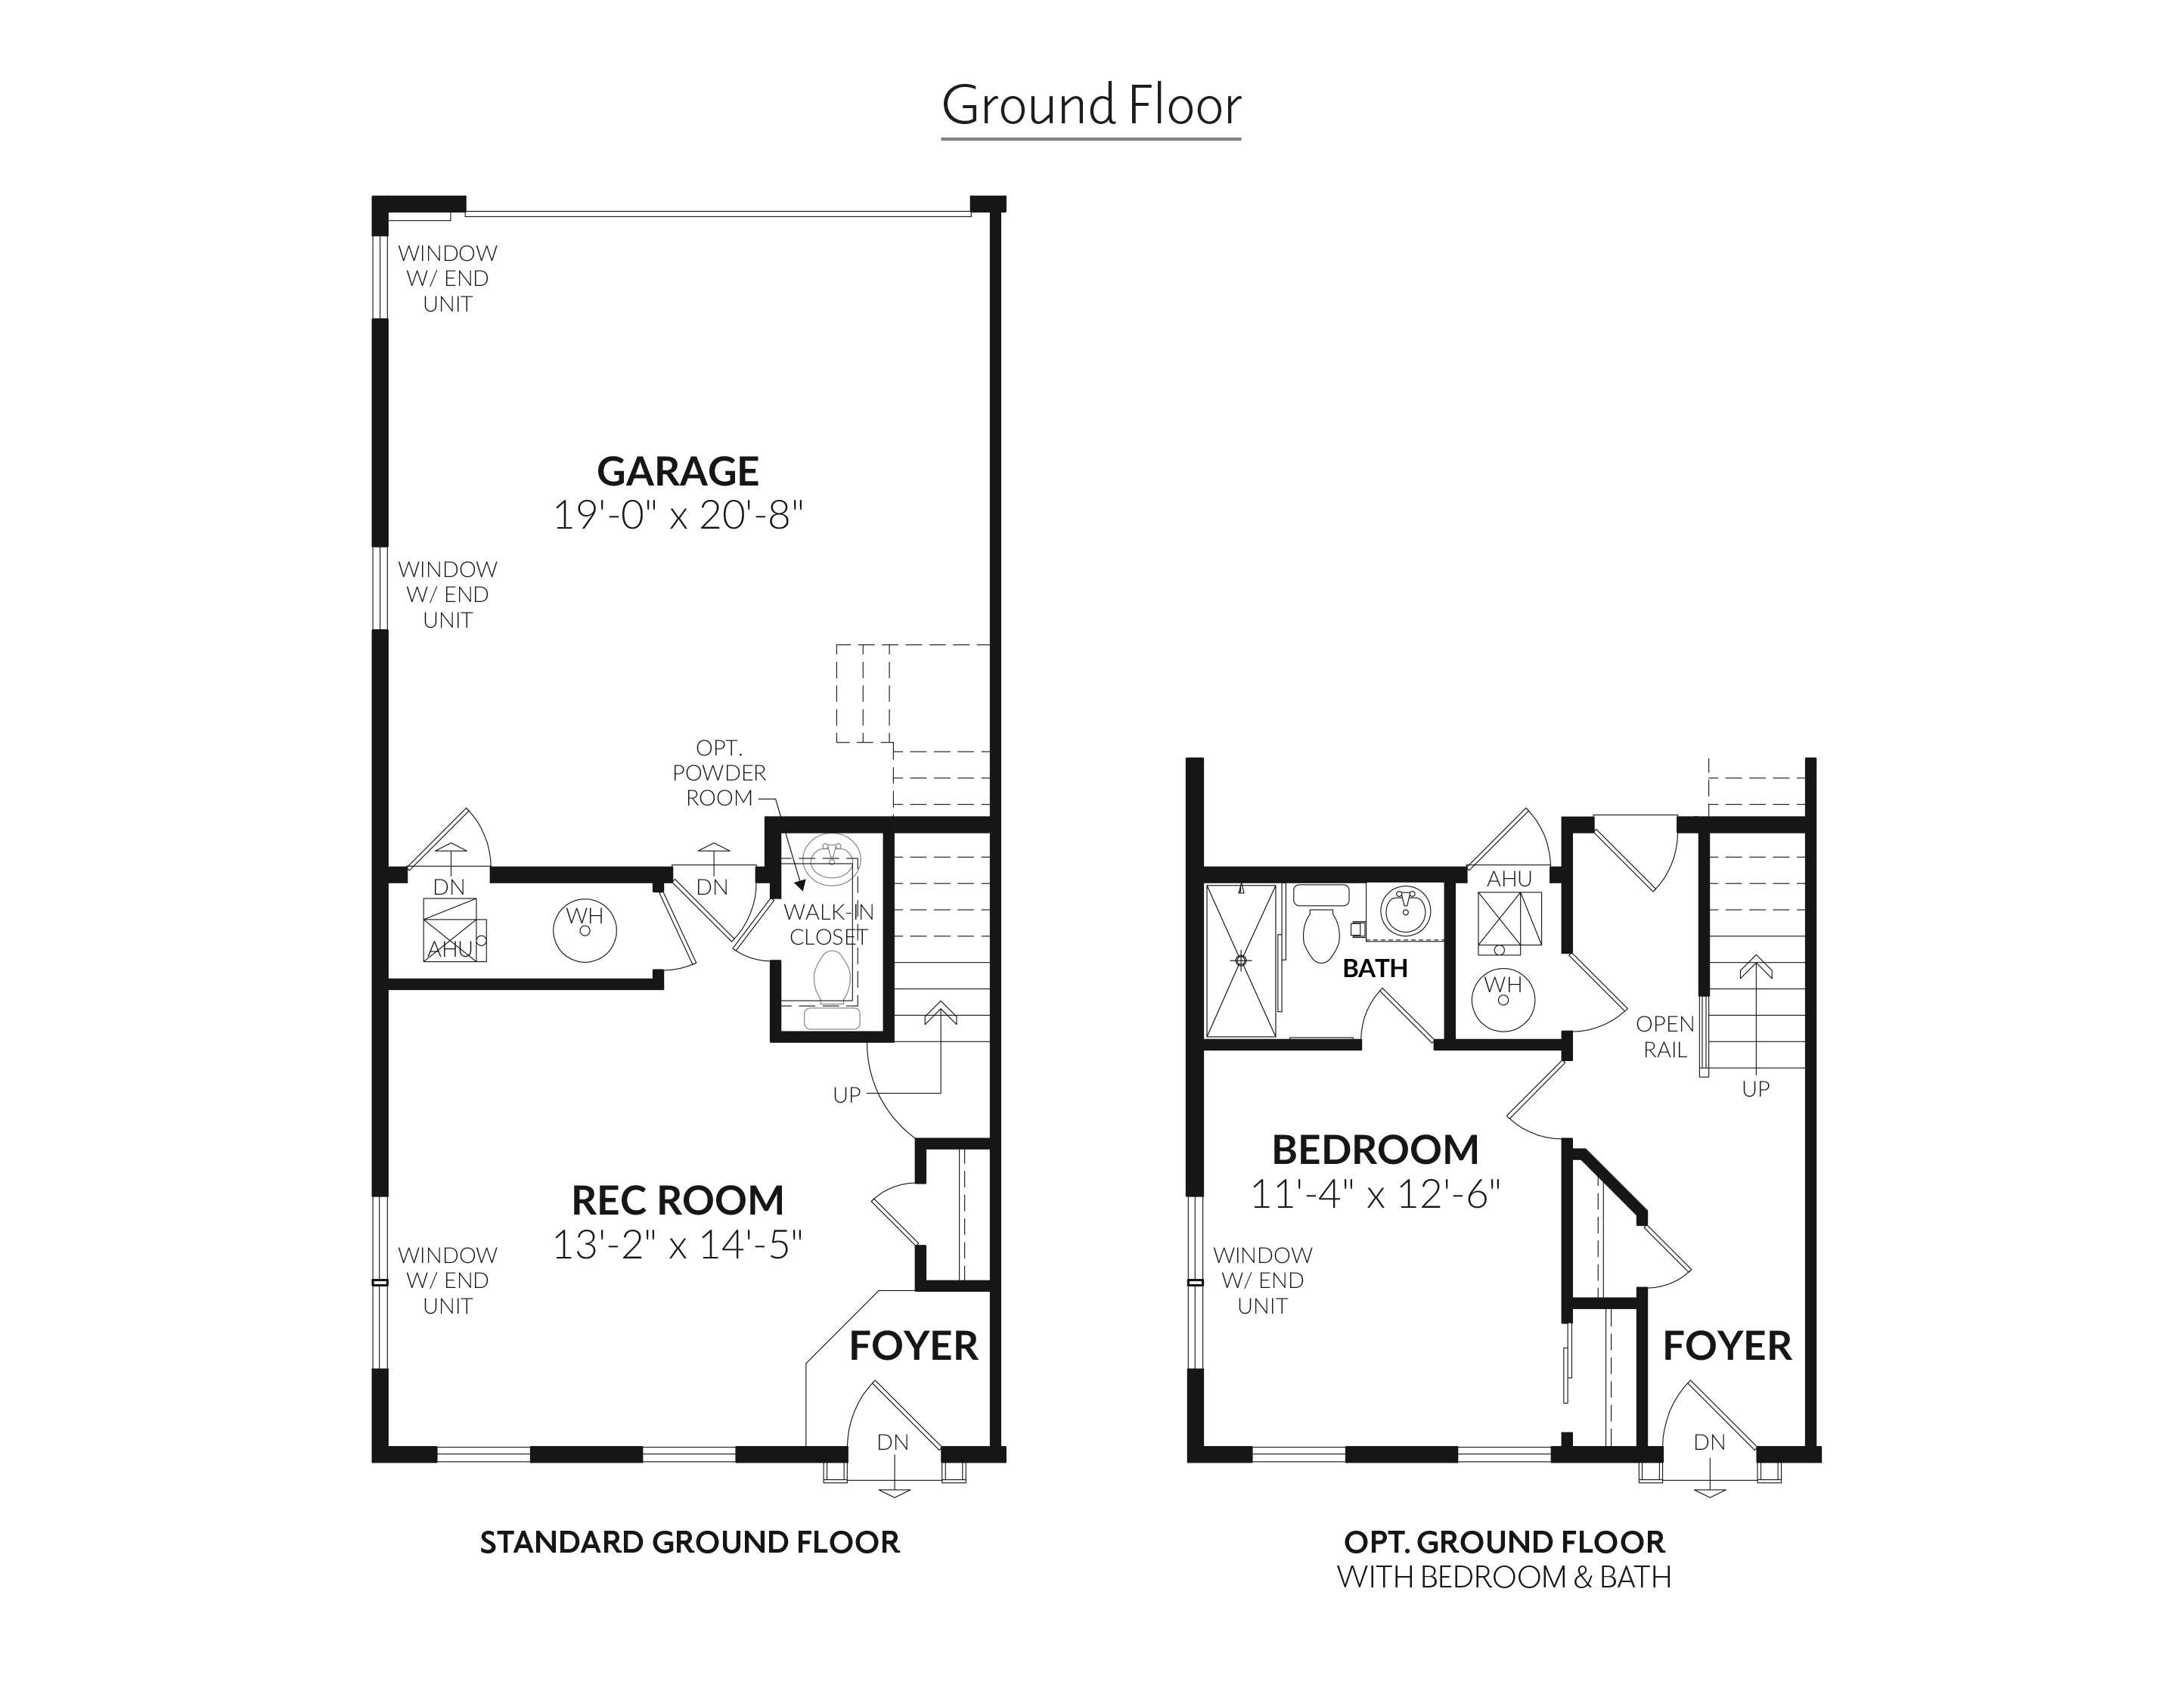 Ground Floor
WINDOW
W/ END
UNIT
GARAGE
19'-0" x 20'-8"
WINDOW
W/ END
UNIT
OPT.
POWDER
ROOM
DN
DN
AHU
WH
WALK-IN
CLOSET
UP
REC ROOM
13'-2" x 14'-5"
WINDOW
W/ END
UNIT
FOYER
DN
STANDARD GROUND FLOOR
AHU
WH
BATH
OPEN
RAIL
UP
BEDROOM
11'-4" x 12'-6"
WINDOW
W/ END
UNIT
FOYER
DN
OPT. GROUND FLOOR
WITH BEDROOM & BATH